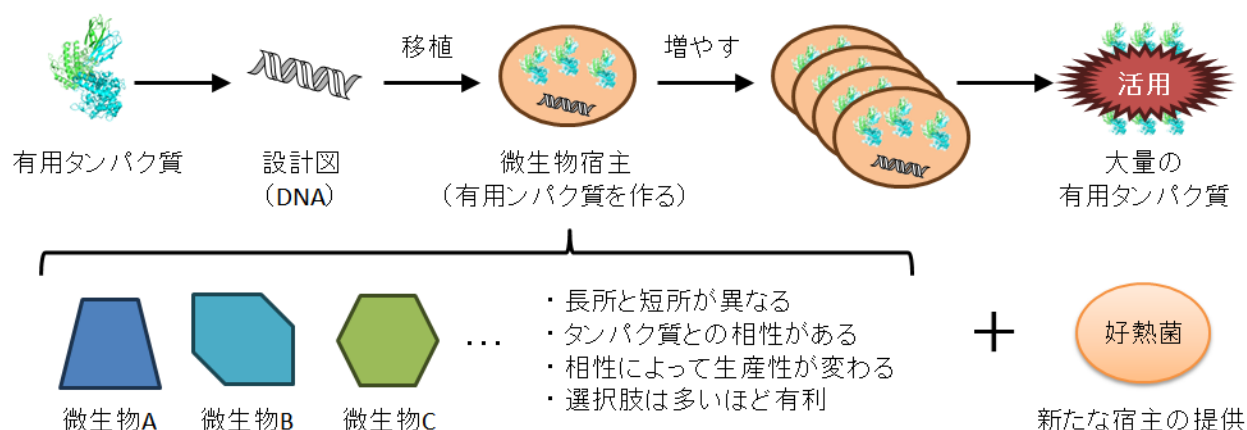 移植
増やす
活用
有用タンパク質
設計図
（DNA）
微生物宿主
（有用ンパク質を作る）
大量の
有用タンパク質
・長所と短所が異なる
・タンパク質との相性がある
・相性によって生産性が変わる
・選択肢は多いほど有利
…
＋
好熱菌
微生物A
微生物B
微生物C
新たな宿主の提供